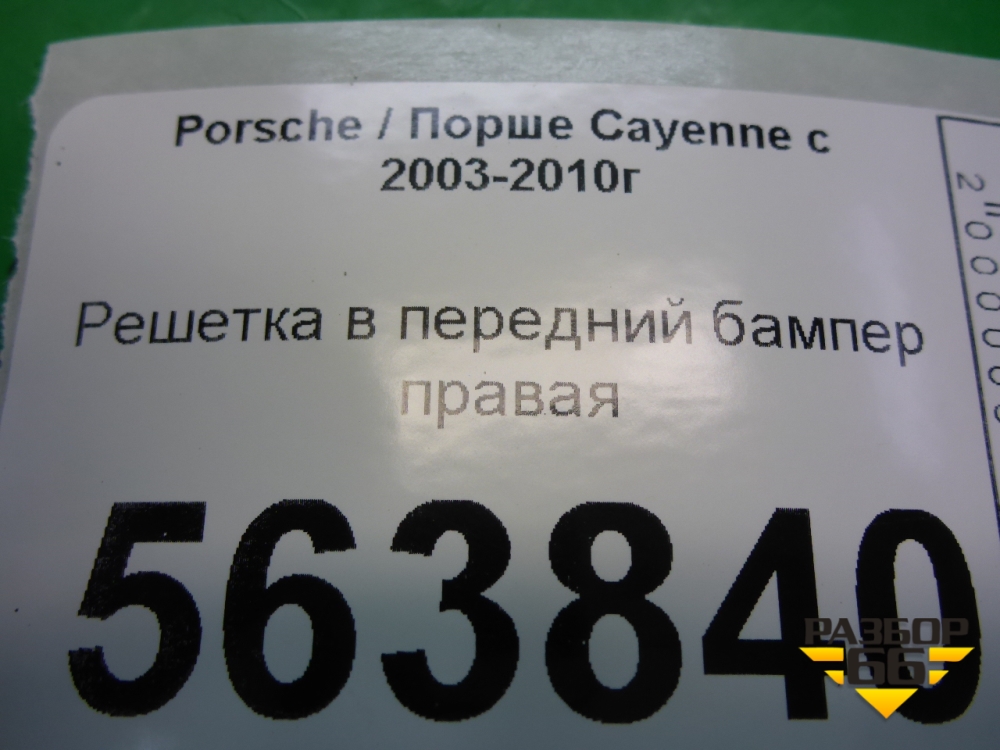 Porsche / Порше Cayenne с
2003-2010г
Решетка в передний бампер
правая
563840
РАЗБОР
66